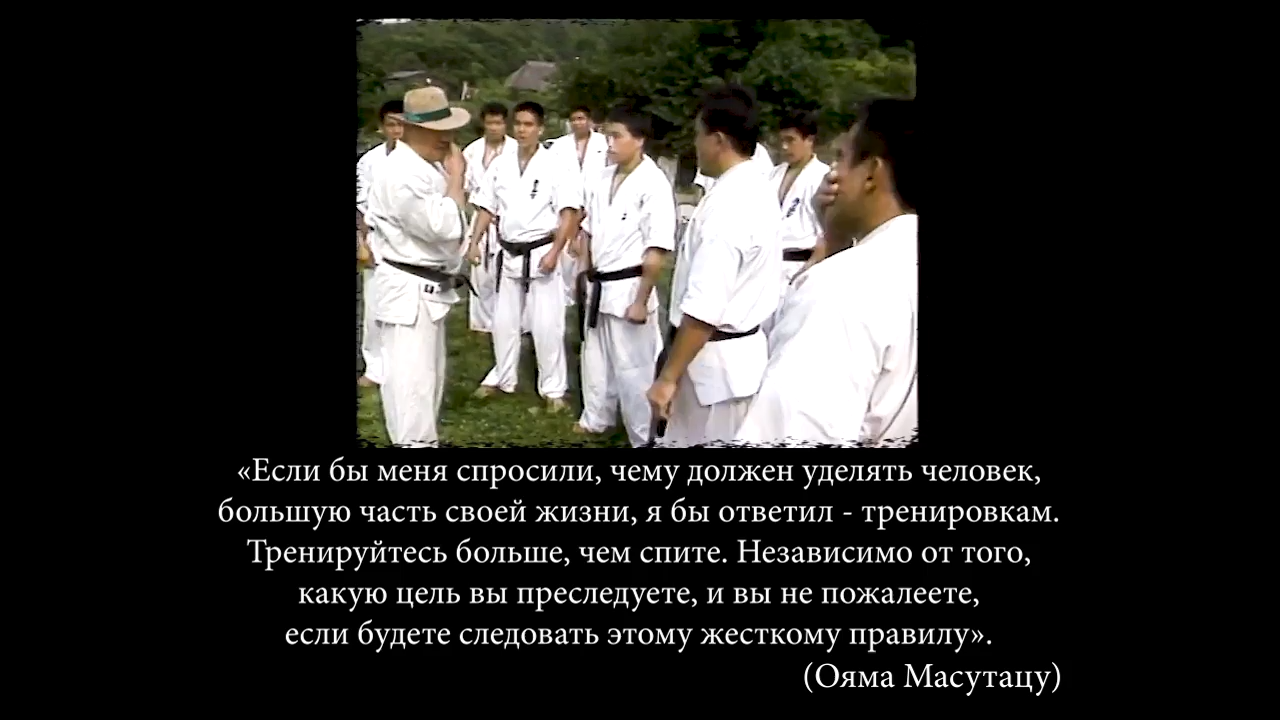 «Если бы меня спросили, чему должен уделять человек,
большую часть своей жизни, я бы ответил - тренировкам.
Тренируйтесь больше, чем спите. Независимо от того,
какую цель вы преследуете, и вы не пожалеете,
если будете следовать этому жесткому правилу».
(Ояма Масутацу)